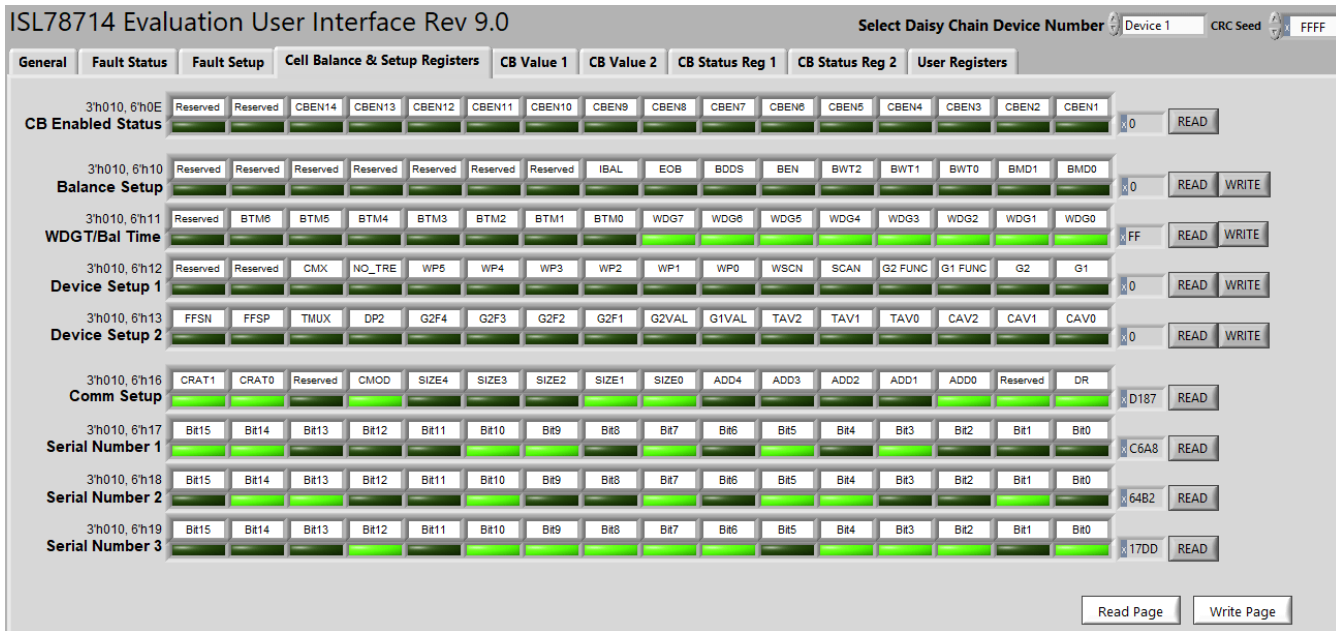 ISL78714 Evaluation User Interface Rev 9.0 Select Daisy Chain Device Number Device 1 CRC Seed x FFFF
General Fault Status Fault Setup Cell Balance & Setup Registers CB Value 1 CB Value 2 CB Status Reg 1 CB Status Reg 2 User Registers
3'h010, 6'h0E Reserved Reserved CBEN14 CBEN13 CBEN12 CBEN11 CBEN10 CBEN9 CBEN8 CBEN7 CBEN6 CBEN5 CBEN4 CBEN3 CBEN2 CBEN1
CB Enabled Status x 0 READ
3'h010, 6'h10 Reserved Reserved Reserved Reserved Reserved Reserved Reserved IBAL EOB BDDS BEN BWT2 BWT1 BWT0 BMD1 BMD0
Balance Setup x 0 READ WRITE
3'h010, 6'h11 Reserved BTM6 BTM5 BTM4 BTM3 BTM2 BTM1 BTM0 WDG7 WDG6 WDG5 WDG4 WDG3 WDG2 WDG1 WDG0
WDGT/Bal Time x FF READ WRITE
3'h010, 6'h12 Reserved Reserved CMX NO_TRE WP5 WP4 WP3 WP2 WP1 WP0 WSCN SCAN G2 FUNC G1 FUNC G2 G1
Device Setup 1 x 0 READ WRITE
3'h010, 6'h13 FFSN FFSP TMUX DP2 G2F4 G2F3 G2F2 G2F1 G2VAL G1VAL TAV2 TAV1 TAV0 CAV2 CAV1 CAV0
Device Setup 2 x 0 READ WRITE
3'h010, 6'h16 CRAT1 CRAT0 Reserved CMOD SIZE4 SIZE3 SIZE2 SIZE1 SIZE0 ADD4 ADD3 ADD2 ADD1 ADD0 Reserved DR
Comm Setup x D187 READ
3'h010, 6'h17 Bit15 Bit14 Bit13 Bit12 Bit11 Bit10 Bit9 Bit8 Bit7 Bit6 Bit5 Bit4 Bit3 Bit2 Bit1 Bit0
Serial Number 1 x C6A8 READ
3'h010, 6'h18 Bit15 Bit14 Bit13 Bit12 Bit11 Bit10 Bit9 Bit8 Bit7 Bit6 Bit5 Bit4 Bit3 Bit2 Bit1 Bit0
Serial Number 2 x 64B2 READ
3'h010, 6'h19 Bit15 Bit14 Bit13 Bit12 Bit11 Bit10 Bit9 Bit8 Bit7 Bit6 Bit5 Bit4 Bit3 Bit2 Bit1 Bit0
Serial Number 3 x 17DD READ
Read Page Write Page